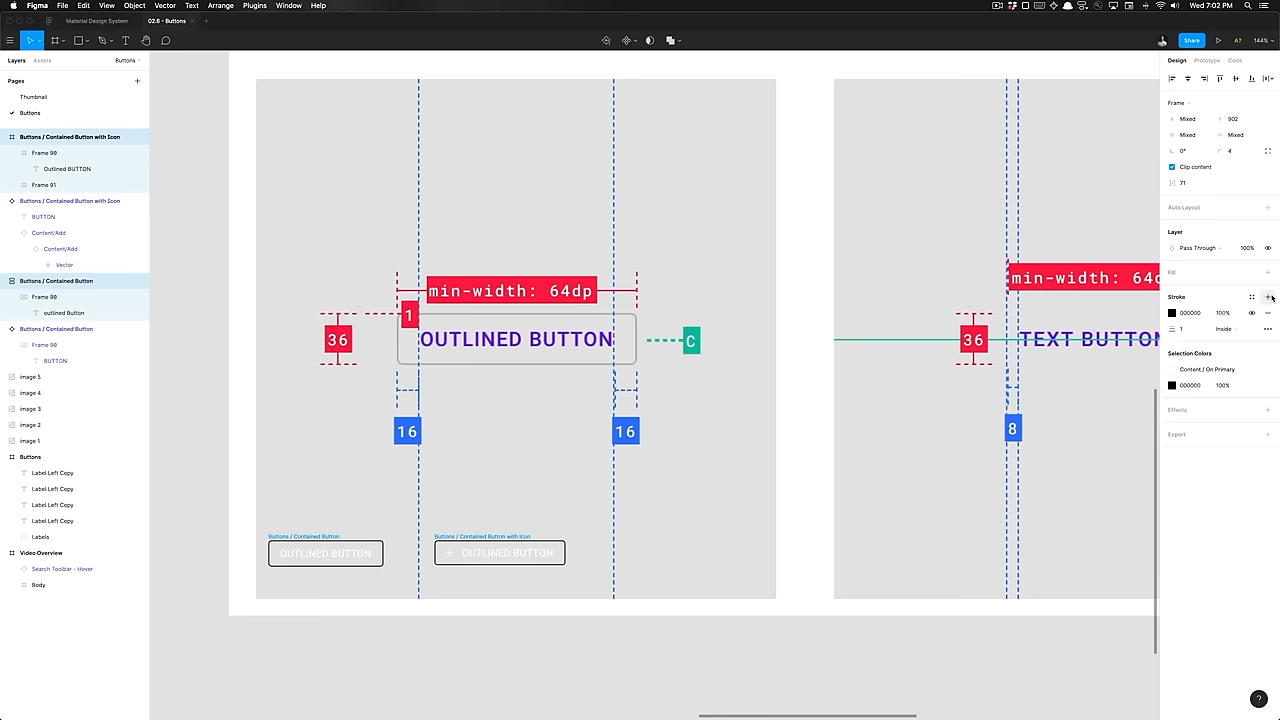 Figma File Edit View Object Vector Text Arrange Plugins Window Help
Wed 7:02 PM
Material Design System
02.6 - Buttons
Share
A?
144%
Layers Assets Buttons
Pages
Thumbnail
Buttons
Buttons / Contained Button with Icon
Frame 90
Outlined BUTTON
Frame 91
Buttons / Contained Button with Icon
BUTTON
Content/Add
Content/Add
Vector
Buttons / Contained Button
Frame 90
outlined Button
Buttons / Contained Button
Frame 90
BUTTON
image 5
image 4
image 3
image 2
image 1
Buttons
Label Left Copy
Label Left Copy
Label Left Copy
Label Left Copy
Labels
Video Overview
Search Toolbar - Hover
Body
min-width: 64dp
1
36
OUTLINED BUTTON
C
16
16
Buttons / Contained Button
OUTLINED BUTTON
Buttons / Contained Button with Icon
+ OUTLINED BUTTON
min-width: 64d
36
TEXT BUTTON
8
Design Prototype Code
Frame
X Mixed Y 902
W Mixed H Mixed
0° 4
Clip content
71
Auto Layout
Layer
Pass Through 100%
Fill
Stroke
000000 100%
1 Inside
Selection Colors
Content / On Primary
000000 100%
Effects
Export
?